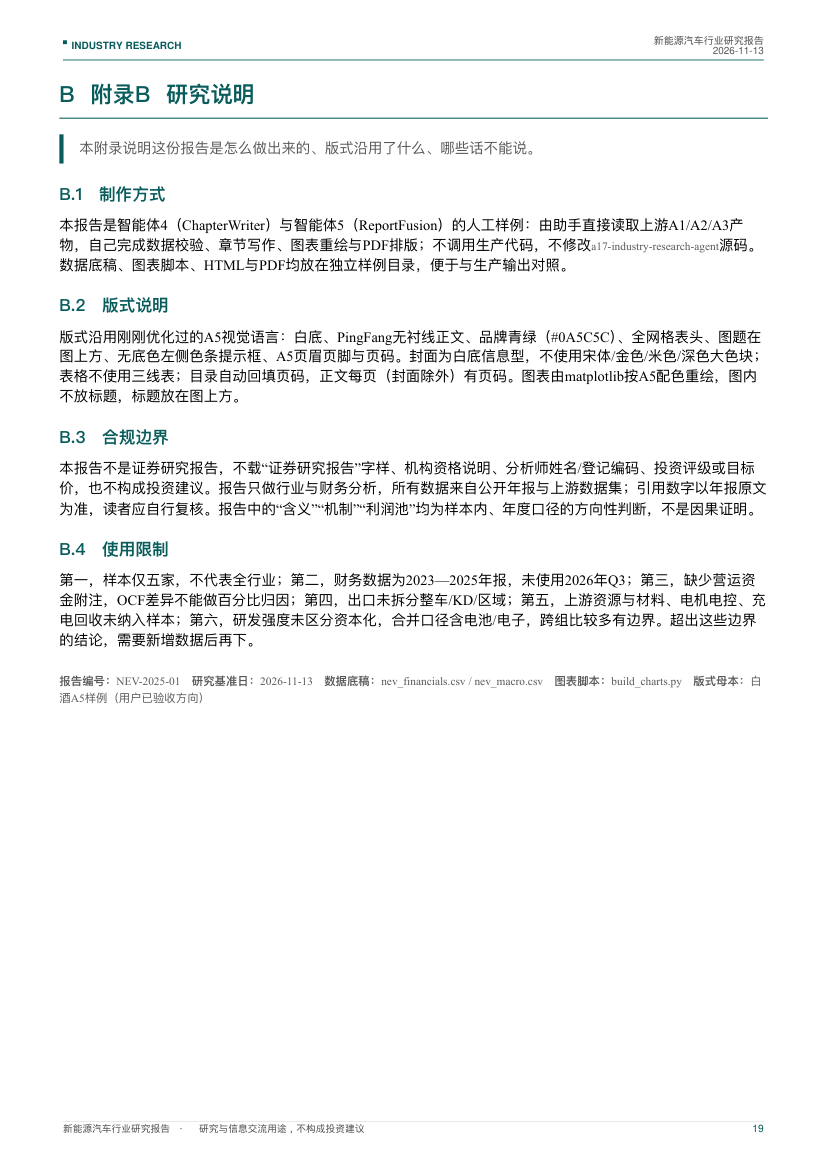 INDUSTRY RESEARCH
新能源汽车行业研究报告
2026-11-13
B 附录B 研究说明
本附录说明这份报告是怎么做出来的、版式沿用了什么、哪些话不能说。
B.1 制作方式
本报告是智能体4（ChapterWriter）与智能体5（ReportFusion）的人工样例：由助手直接读取上游A1/A2/A3产
物，自己完成数据校验、章节写作、图表重绘与PDF排版；不调用生产代码，不修改a17-industry-research-agent源码。
数据底稿、图表脚本、HTML与PDF均放在独立样例目录，便于与生产输出对照。
B.2 版式说明
版式沿用刚刚优化过的A5视觉语言：白底、PingFang无衬线正文、品牌青绿（#0A5C5C）、全网格表头、图题在
图上方、无底色左侧色条提示框、A5页眉页脚与页码。封面为白底信息型，不使用宋体/金色/米色/深色大色块；
表格不使用三线表；目录自动回填页码，正文每页（封面除外）有页码。图表由matplotlib按A5配色重绘，图内
不放标题，标题放在图上方。
B.3 合规边界
本报告不是证券研究报告，不载“证券研究报告”字样、机构资格说明、分析师姓名/登记编码、投资评级或目标
价，也不构成投资建议。报告只做行业与财务分析，所有数据来自公开年报与上游数据集；引用数字以年报原文
为准，读者应自行复核。报告中的“含义”“机制”“利润池”均为样本内、年度口径的方向性判断，不是因果证明。
B.4 使用限制
第一，样本仅五家，不代表全行业；第二，财务数据为2023—2025年报，未使用2026年Q3；第三，缺少营运资
金附注，OCF差异不能做百分比归因；第四，出口未拆分整车/KD/区域；第五，上游资源与材料、电机电控、充
电回收未纳入样本；第六，研发强度未区分资本化，合并口径含电池/电子，跨组比较多有边界。超出这些边界
的结论，需要新增数据后再下。
报告编号：NEV-2025-01 研究基准日：2026-11-13 数据底稿：nev_financials.csv / nev_macro.csv 图表脚本：build_charts.py 版式母本：白
酒A5样例（用户已验收方向）
新能源汽车行业研究报告 · 研究与信息交流用途，不构成投资建议
19